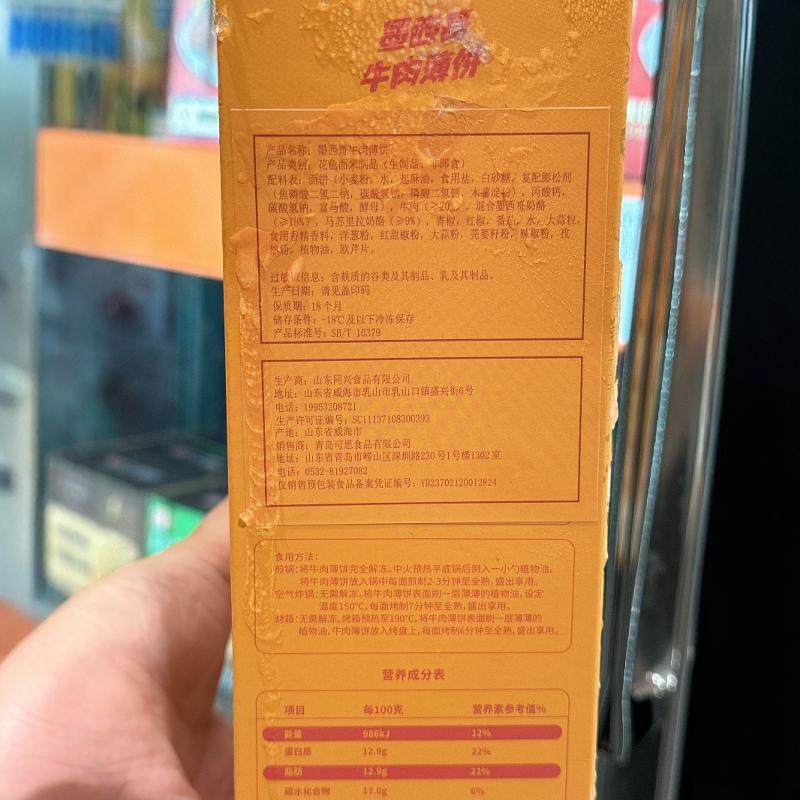 墨西哥
牛肉薄饼
产品名称：墨西哥牛肉薄饼
产品类别：花色面米制品（生制品，非即食）
配料表：面饼（小麦粉，水，起酥油，食用盐，白砂糖，复配膨松剂
（焦磷酸二氢二钠，碳酸氢钠，磷酸二氢钙，木薯淀粉），丙酸钙，
碳酸氢钠，富马酸，酵母），牛肉（≥20%），混合墨西哥奶酪
（≥18%），马苏里拉奶酪（≥9%），青椒，红椒，番茄，水，大蒜粒，
食用香精香料，洋葱粉，红甜椒粉，大蒜粉，芫荽籽粉，辣椒粉，孜
然粉，植物油，欧芹片。
过敏原信息：含麸质的谷类及其制品、乳及其制品。
生产日期：请见盖印码
保质期：18个月
储存条件：-18℃及以下冷冻保存
产品标准号：SB/T 10379
生产商：山东同兴食品有限公司
地址：山东省威海市乳山市乳山口镇盛兴街6号
电话：19953208721
生产许可证编号：SC11137108300393
产地：山东省威海市
销售商：青岛可思食品有限公司
地址：山东省青岛市崂山区深圳路230号1号楼1302室
电话：0532-81927082
仅销售预包装食品备案凭证编号：YB23702120012824
食用方法：
煎锅：将牛肉薄饼完全解冻。中火预热平底锅后倒入一小勺植物油，
将牛肉薄饼放入锅中每面煎制2-3分钟至全熟，盛出享用。
空气炸锅：无需解冻。将牛肉薄饼表面刷一层薄薄的植物油，设定
温度150℃，每面烤制7分钟至全熟，盛出享用。
烤箱：无需解冻。烤箱预热至190℃，将牛肉薄饼表面刷一层薄薄的
植物油，牛肉薄饼放入烤盘上，每面烤制6分钟至全熟，盛出享用。
营养成分表
项目 每100克 营养素参考值%
能量 986kJ 12%
蛋白质 12.9g 22%
脂肪 12.9g 22%
碳水化合物 17.0g 6%